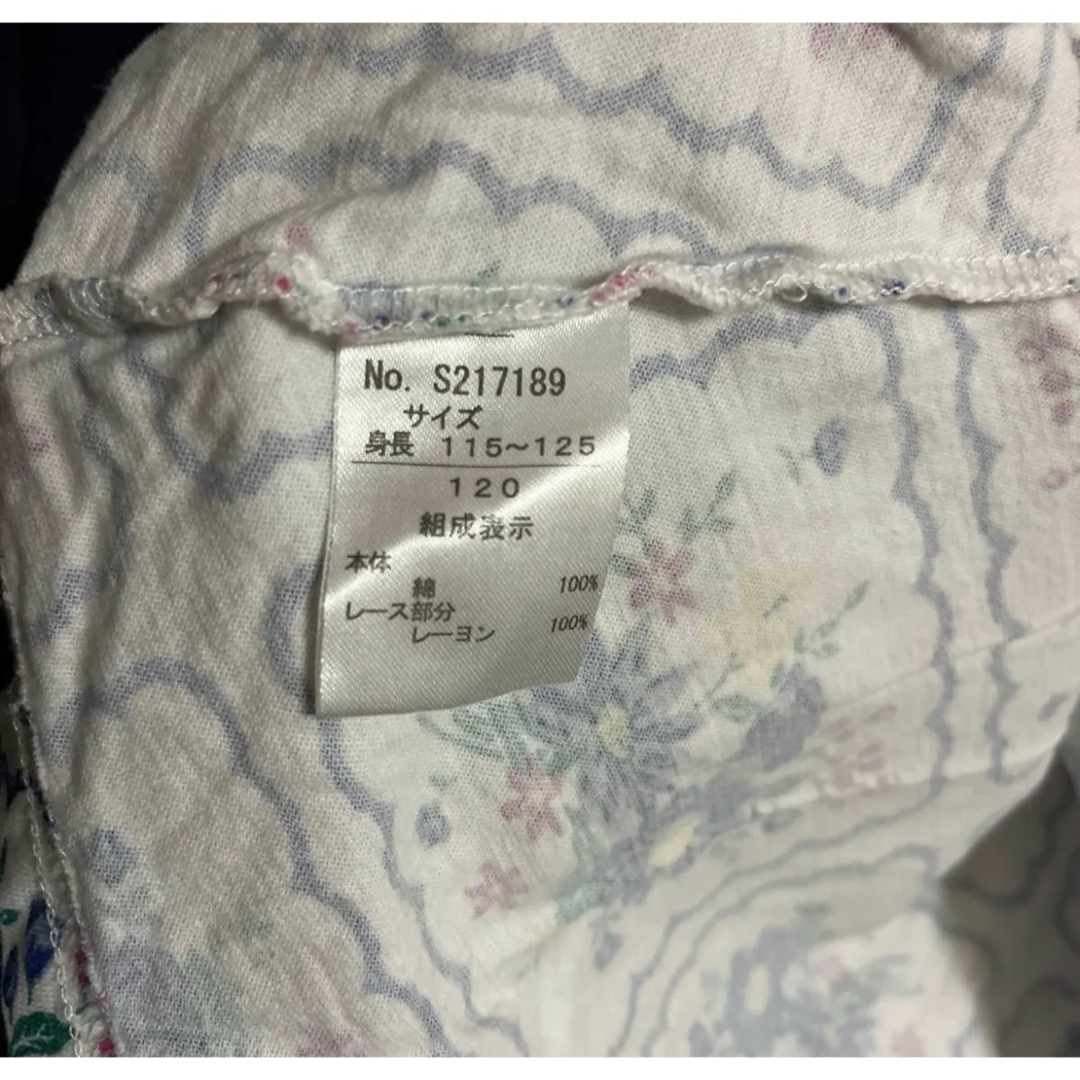 No. S217189
サイズ
身長 115～125
120
組成表示
本体
綿 100%
レース部分
レーヨン 100%